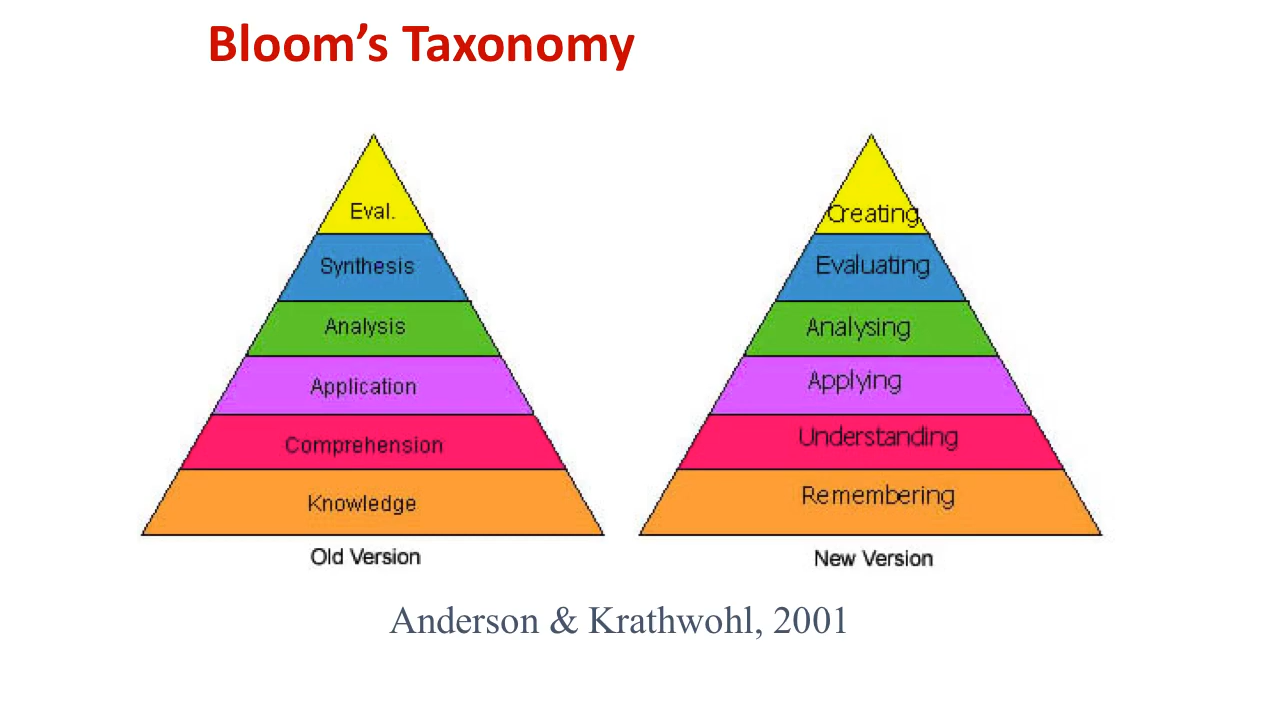 Bloom’s Taxonomy
Eval.
Synthesis
Analysis
Application
Comprehension
Knowledge
Old Version
Creating
Evaluating
Analysing
Applying
Understanding
Remembering
New Version
Anderson & Krathwohl, 2001